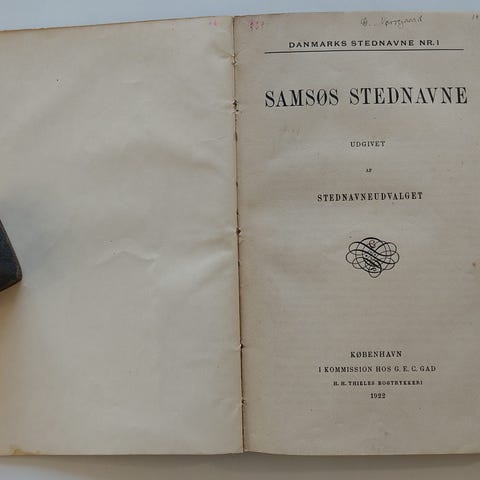 DANMARKS STEDNAVNE NR. 1
SAMSØS STEDNAVNE
UDGIVET
AF
STEDNAVNEUDVALGET
KØBENHAVN
I KOMMISSION HOS G. E. C. GAD
H. H. THIELES BOGTRYKKERI
1922